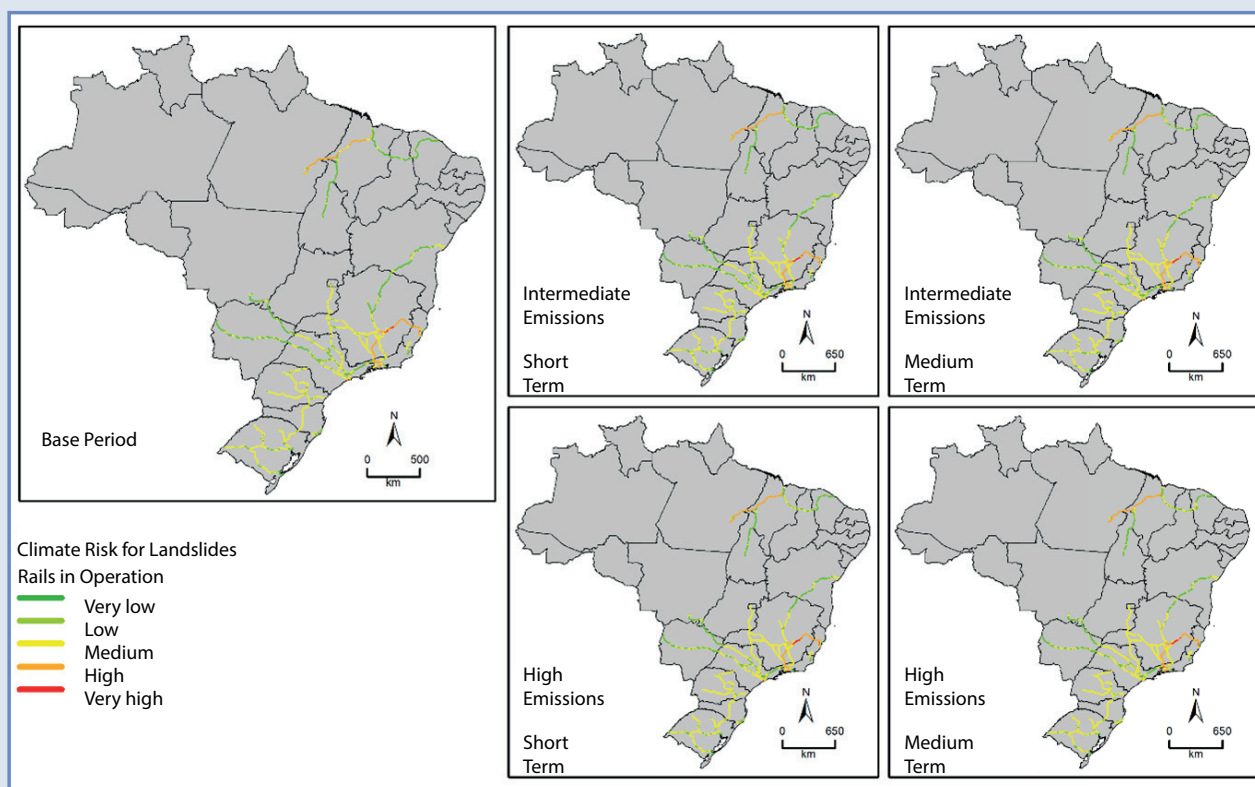 Base Period
N
0 500
km
Intermediate
Emissions
Short
Term
N
0 650
km
Intermediate
Emissions
Medium
Term
N
0 650
km
High
Emissions
Short
Term
N
0 650
km
High
Emissions
Medium
Term
N
0 650
km
Climate Risk for Landslides
Rails in Operation
Very low
Low
Medium
High
Very high